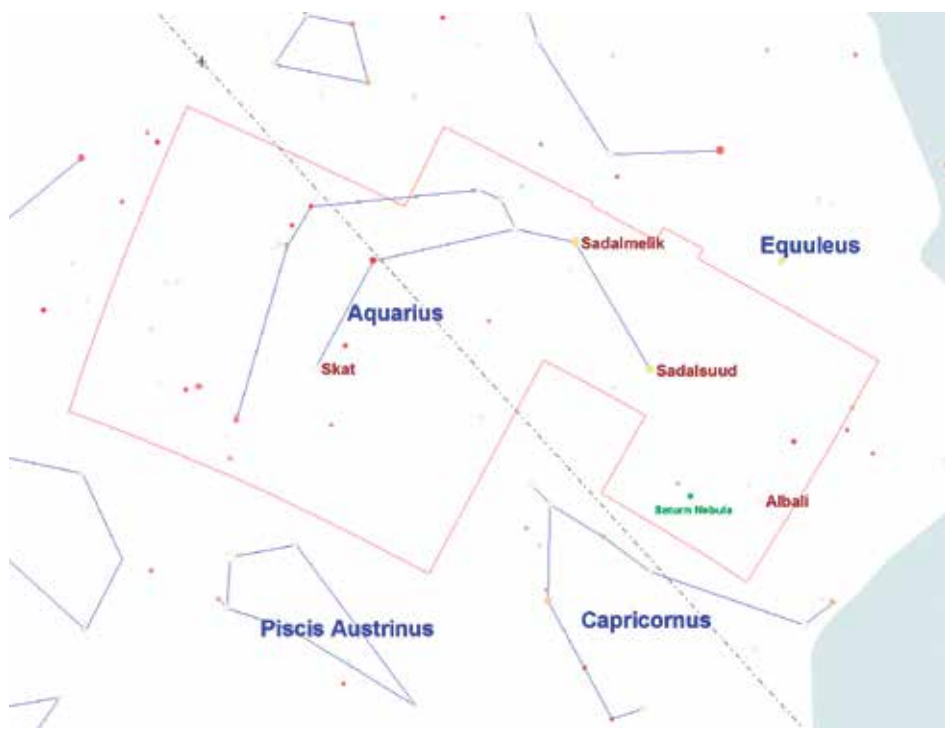 Sadalmelik
Equuleus
Aquarius
Skat
Sadalsuud
Albali
Saturn Nebula
Capricornus
Piscis Austrinus